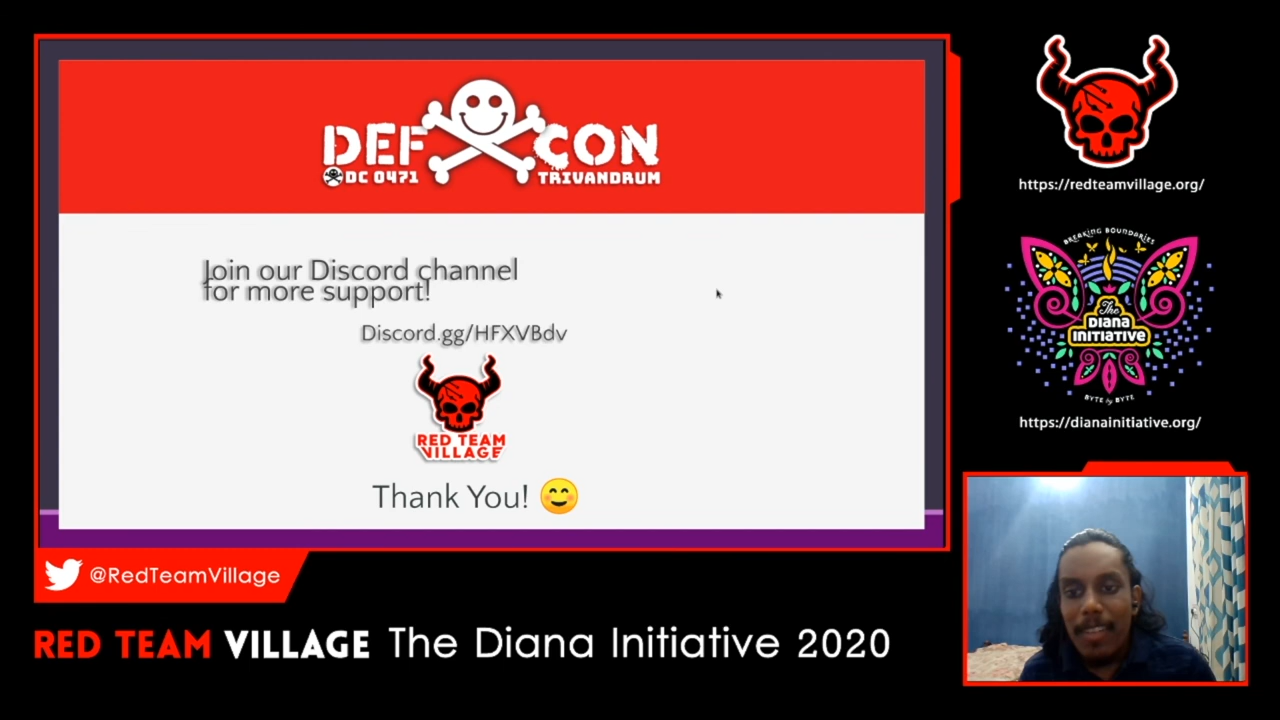 DEF CON
DC 0471 TRIVANDRUM
Join our Discord channel
for more support!
Discord.gg/HFXVBdv
RED TEAM
VILLAGE
Thank You!
@RedTeamVillage
RED TEAM VILLAGE The Diana Initiative 2020
https://redteamvillage.org/
BREAKING BOUNDARIES
The
DIANA
INITIATIVE
BYTE by BYTE
https://dianainitiative.org/